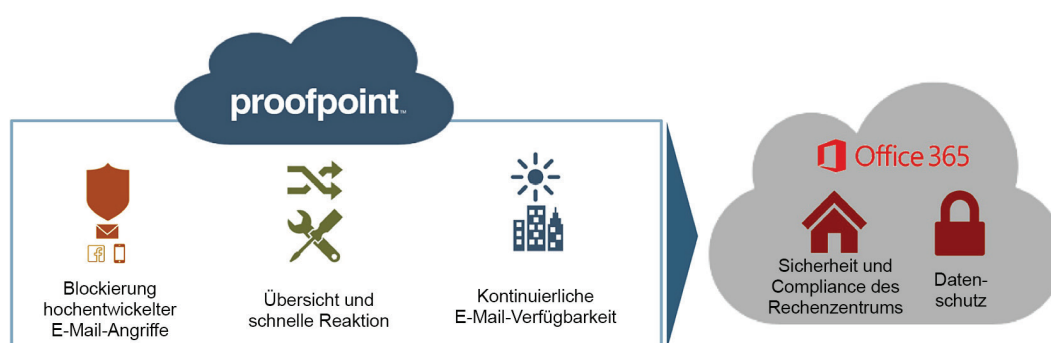 proofpoint™
Office 365
Blockierung
hochentwickelter
E-Mail-Angriffe
Übersicht und
schnelle Reaktion
Kontinuierliche
E-Mail-Verfügbarkeit
Sicherheit und
Compliance des
Rechenzentrums
Daten-
schutz